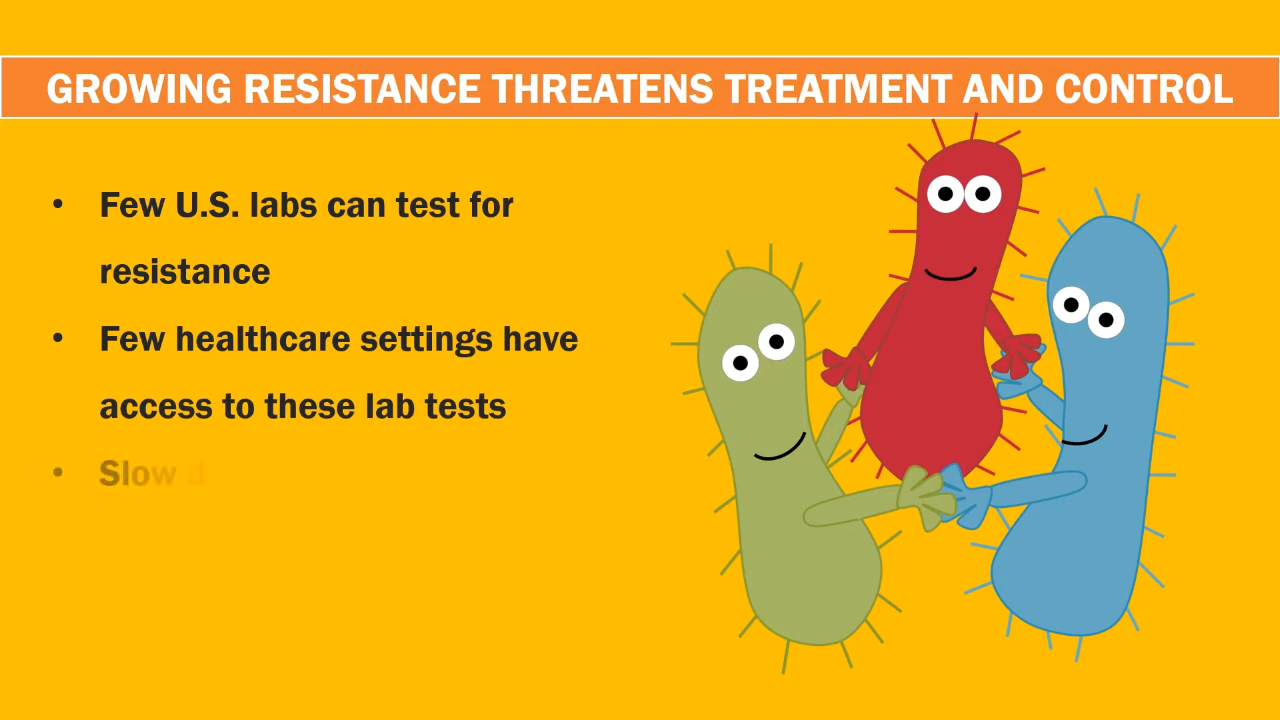 GROWING RESISTANCE THREATENS TREATMENT AND CONTROL
• Few U.S. labs can test for
resistance
• Few healthcare settings have
access to these lab tests
• Slow d